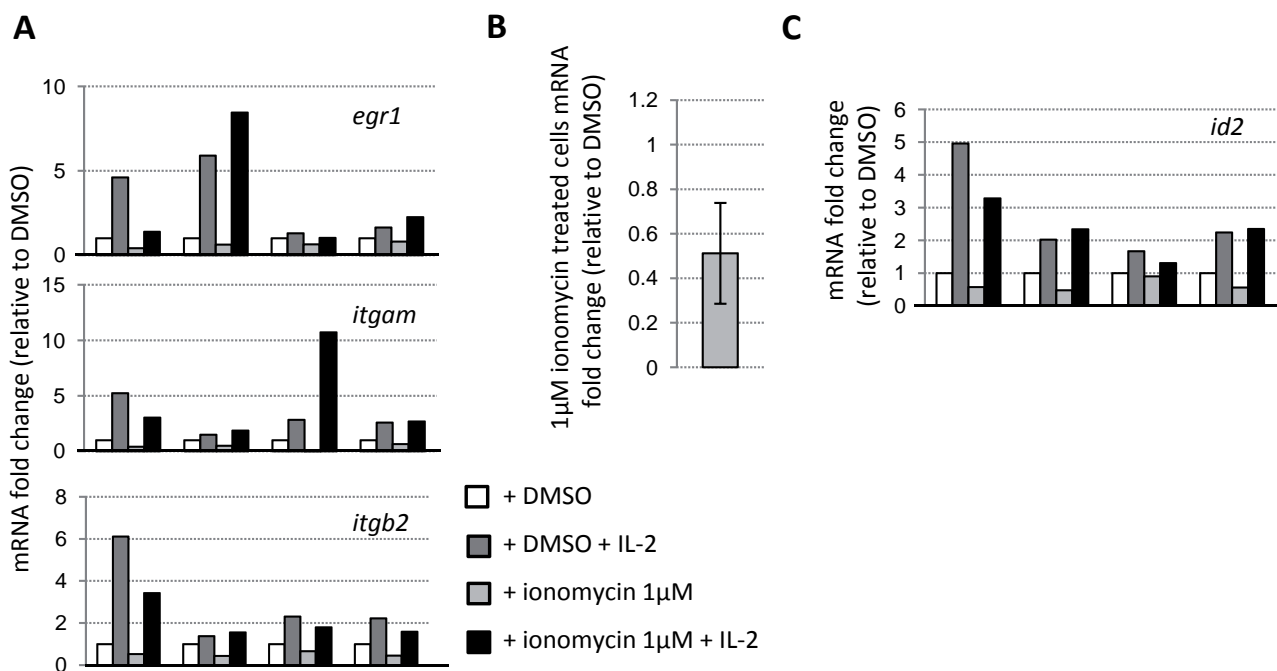 A
B
C
mRNA fold change (relative to DMSO)
10
5
0
egr1
15
10
5
0
itgam
8
6
4
2
0
itgb2
1µM ionomycin treated cells mRNA
fold change (relative to DMSO)
1.2
1
0.8
0.6
0.4
0.2
0
mRNA fold change
(relative to DMSO)
6
5
4
3
2
1
0
id2
+ DMSO
+ DMSO + IL-2
+ ionomycin 1µM
+ ionomycin 1µM + IL-2